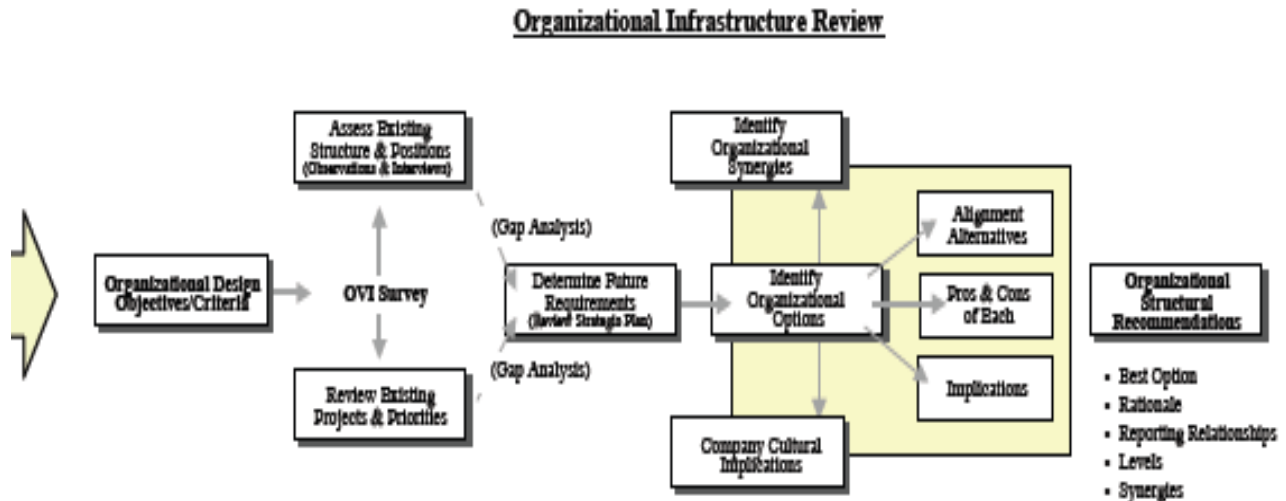 Organizational Infrastructure Review
Assess Existing
Structure & Positions
(Observations & Interviews)
Identify
Organizational
Synergies
(Gap Analysis)
Alignment
Alternatives
Organizational Design
Objectives/Criteria
OVI Survey
Determine Future
Requirements
(Review Strategic Plan)
Identify
Organizational
Options
Pros & Cons
of Each
Organizational
Structural
Recommendations
(Gap Analysis)
Review Existing
Projects & Priorities
Implications
Company Cultural
Implications
▪ Best Option
▪ Rationale
▪ Reporting Relationships
▪ Levels
▪ Synergies